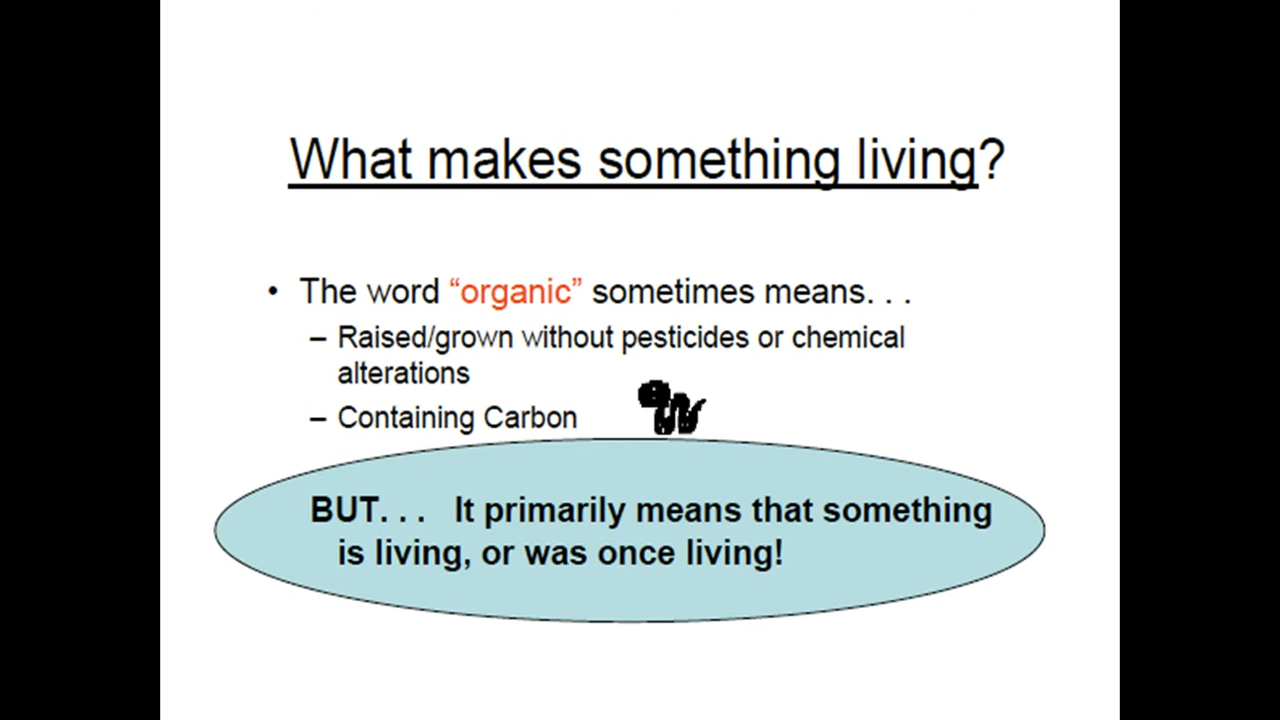 What makes something living?
• The word “organic” sometimes means. . .
– Raised/grown without pesticides or chemical
alterations
– Containing Carbon
BUT. . . It primarily means that something
is living, or was once living!